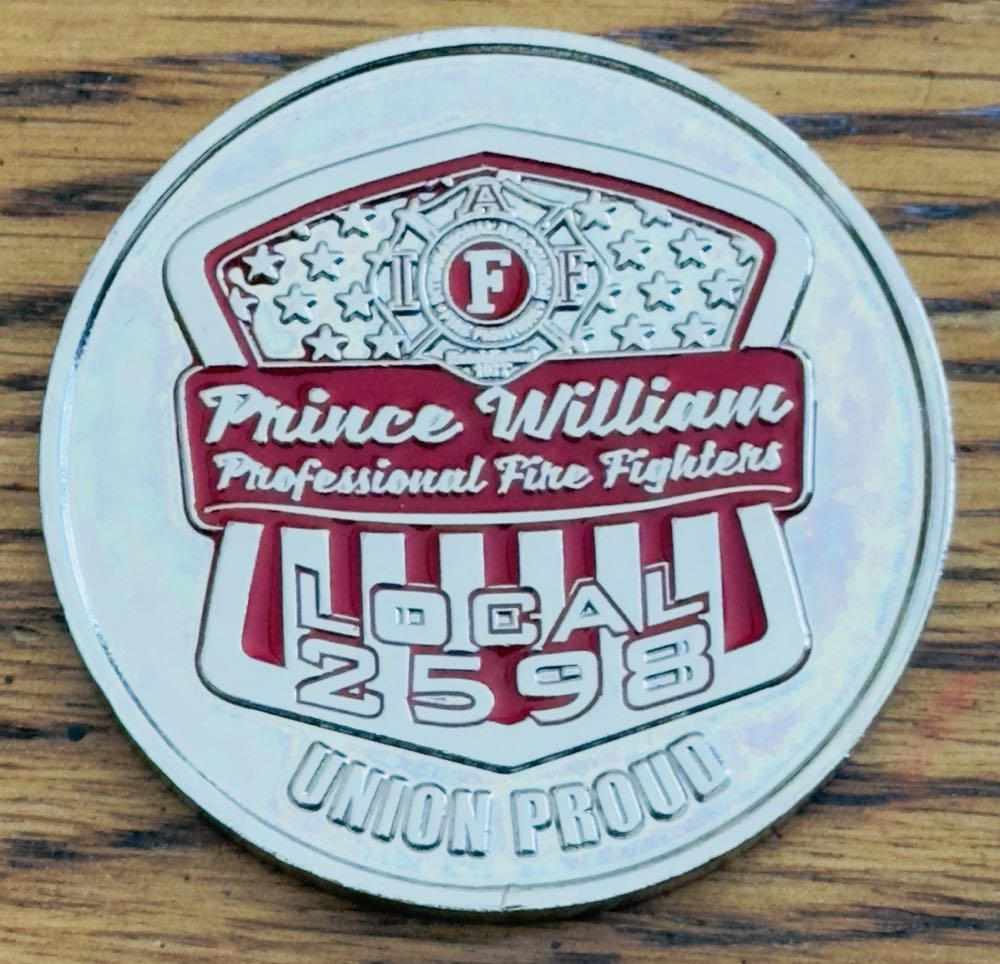 A
I F F
Prince William
Professional Fire Fighters
LOCAL
2598
UNION PROUD